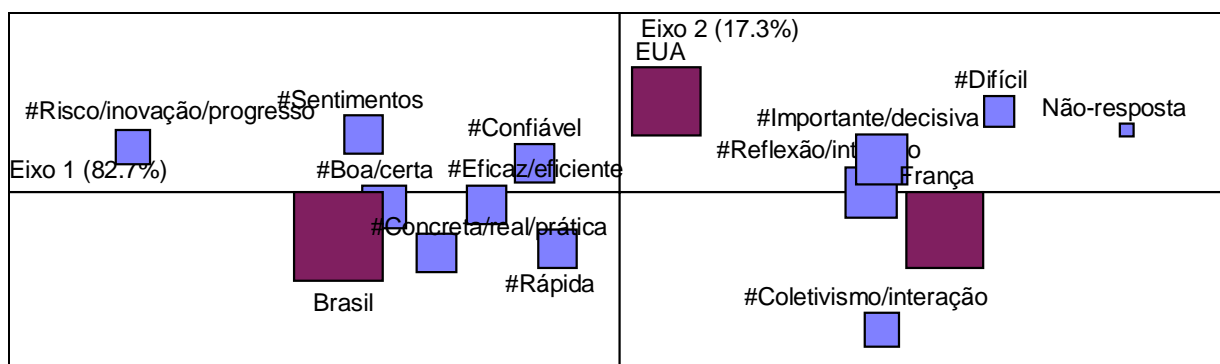 Eixo 2 (17.3%)
EUA
#Difícil
#Sentimentos
#Risco/inovação/progresso
Não-resposta
#Importante/decisiva
#Confiável
#Reflexão/
Eixo 1 (82.7%)
#Boa/certa
#Eficaz/eficiente
França
#Concreta/real/prática
#Rápida
Brasil
#Coletivismo/interação